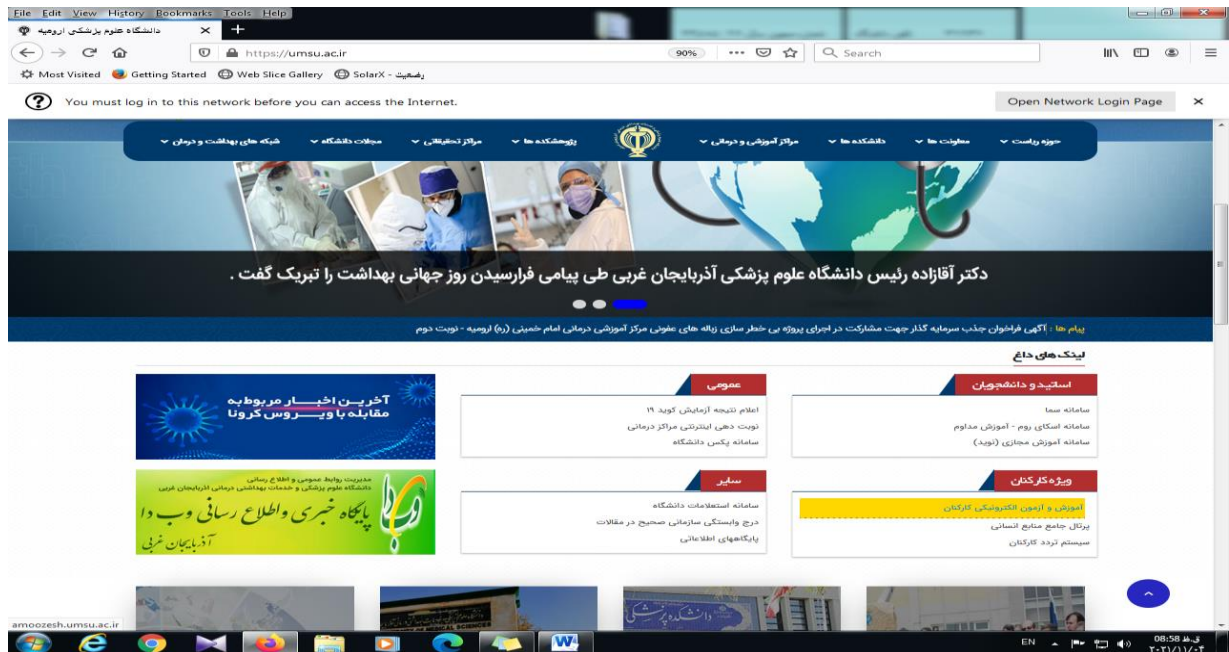 File Edit View History Bookmarks Tools Help
دانشگاه علوم پزشکی ارومیه
https://umsu.ac.ir
90%
Search
Most Visited Getting Started Web Slice Gallery SolarX - وضعیت
You must log in to this network before you can access the Internet.
Open Network Login Page
حوزه ریاست معاونت ها دانشکده ها مراکز آموزشی و درمانی پژوهشکده ها مراکز تحقیقاتی مجلات دانشگاه شبکه های بهداشت و درمان
دکتر آقازاده رئیس دانشگاه علوم پزشکی آذربایجان غربی طی پیامی فرارسیدن روز جهانی بهداشت را تبریک گفت .
پیام ها : آگهی فراخوان جذب سرمایه گذار جهت مشارکت در اجرای پروژه بی خطر سازی زباله های عفونی مرکز آموزشی درمانی امام خمینی (ره) ارومیه - نوبت دوم
لینک های داغ
اساتید و دانشجویان
سامانه سما
سامانه اسکای روم - آموزش مداوم
سامانه آموزش مجازی (نوید)
عمومی
اعلام نتیجه آزمایش کوید ۱۹
نوبت دهی اینترنتی مراکز درمانی
سامانه پکس دانشگاه
آخریــن اخبـــار مربوط به
مقابله با ویــــروس کرونا
ویژه کارکنان
آموزش و آزمون الکترونیکی کارکنان
پرتال جامع منابع انسانی
سیستم تردد کارکنان
سایر
سامانه استعلامات دانشگاه
درج وابستگی سازمانی صحیح در مقالات
پایگاههای اطلاعاتی
مدیریت روابط عمومی و اطلاع رسانی
دانشگاه علوم پزشکی و خدمات بهداشتی درمانی آذربایجان غربی
پایگاه خبری و اطلاع رسانی وب دا
آذربایجان غربی
دانشکده پزشکی
amoozesh.umsu.ac.ir
EN
08:58 ق.ظ
۲۰۲۱/۱۱/۰۴